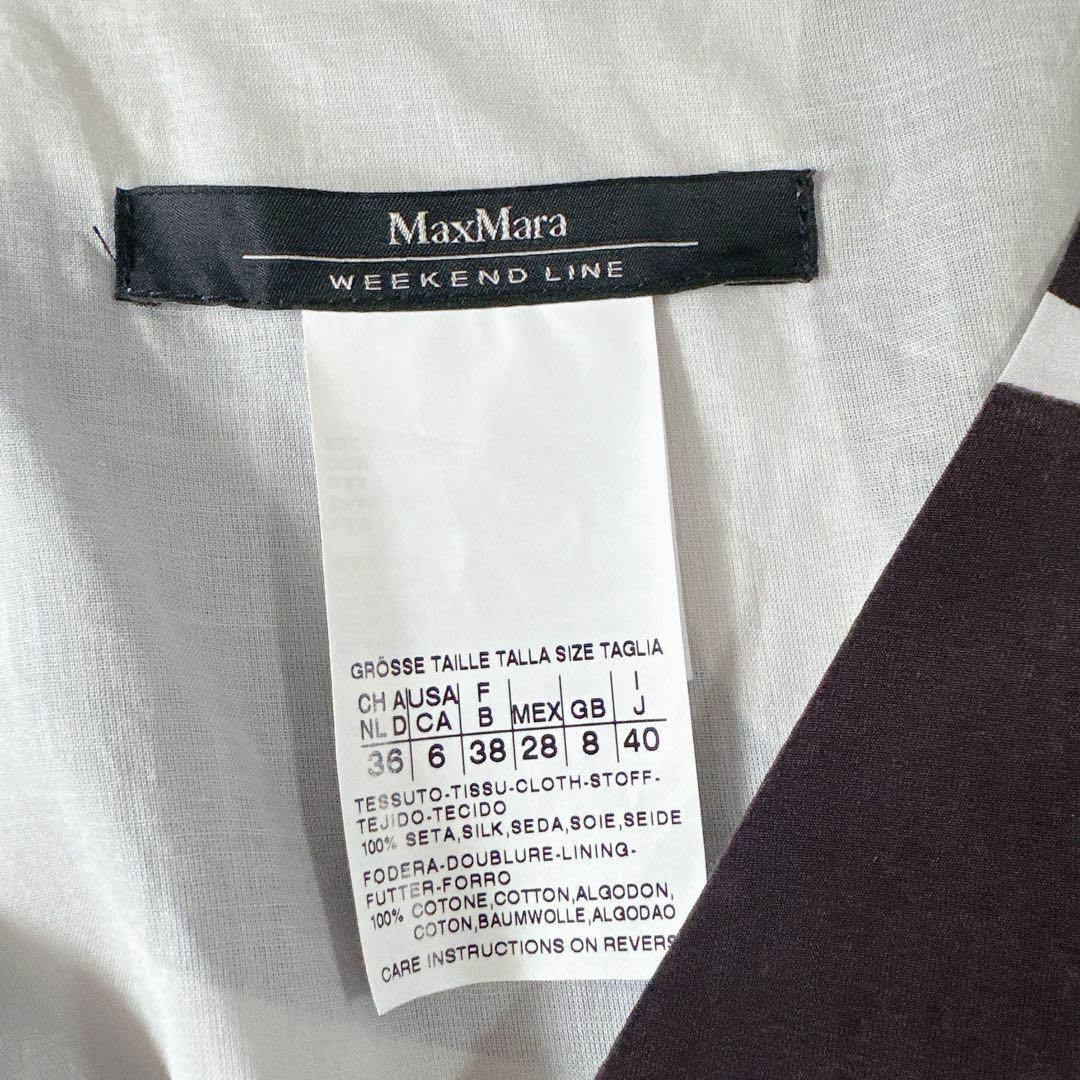 MaxMara
WEEKEND LINE
GRÖSSE TAILLE TALLA SIZE TAGLIA
CH A USA F MEX GB I
NL D CA B J
36 6 38 28 8 40
TESSUTO-TISSU-CLOTH-STOFF-
TEJIDO-TECIDO
100% SETA,SILK,SEDA,SOIE,SEIDE
FODERA-DOUBLURE-LINING-
FUTTER-FORRO
100% COTONE,COTTON,ALGODON,
COTON,BAUMWOLLE,ALGODAO
CARE INSTRUCTIONS ON REVERS